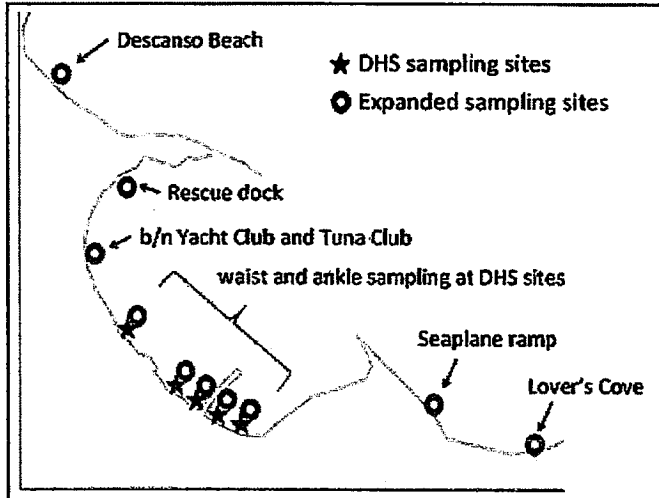 Descanso Beach
DHS sampling sites
Expanded sampling sites
Rescue dock
b/n Yacht Club and Tuna Club
waist and ankle sampling at DHS sites
Seaplane ramp
Lover's Cove